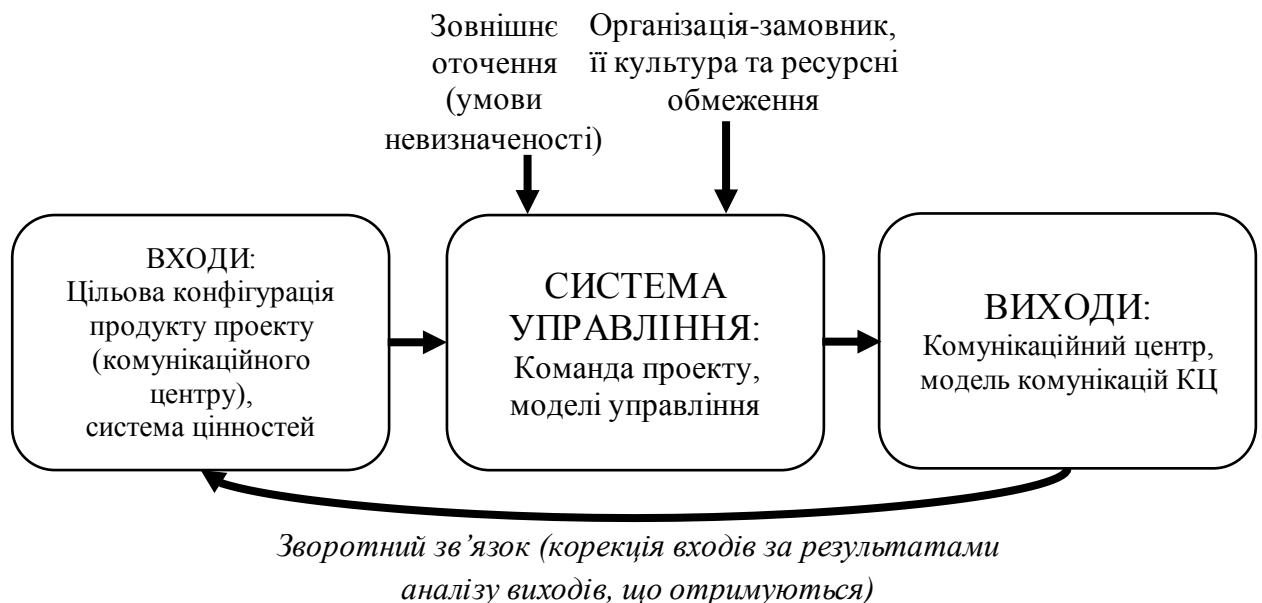 Зовнішнє
оточення
(умови
невизначеності)
Організація-замовник,
її культура та ресурсні
обмеження
ВХОДИ:
Цільова конфігурація
продукту проекту
(комунікаційного
центру),
система цінностей
СИСТЕМА
УПРАВЛІННЯ:
Команда проекту,
моделі управління
ВИХОДИ:
Комунікаційний центр,
модель комунікацій КЦ
Зворотний зв’язок (корекція входів за результатами
аналізу виходів, що отримуються)